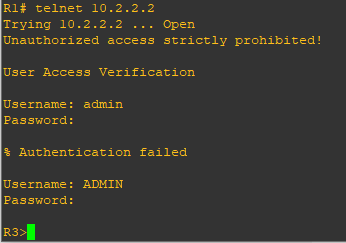 R1# telnet 10.2.2.2
Trying 10.2.2.2 ... Open
Unauthorized access strictly prohibited!
User Access Verification
Username: admin
Password:
% Authentication failed
Username: ADMIN
Password:
R3>